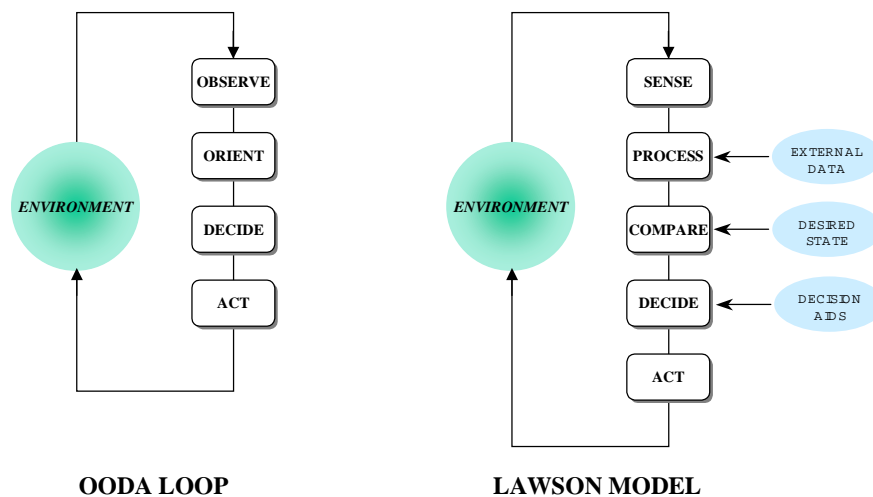 OBSERVE
ORIENT
ENVIRONMENT
DECIDE
ACT
OODA LOOP
SENSE
PROCESS
EXTERNAL
DATA
ENVIRONMENT
COMPARE
DESIRED
STATE
DECIDE
DECISION
AIDS
ACT
LAWSON MODEL